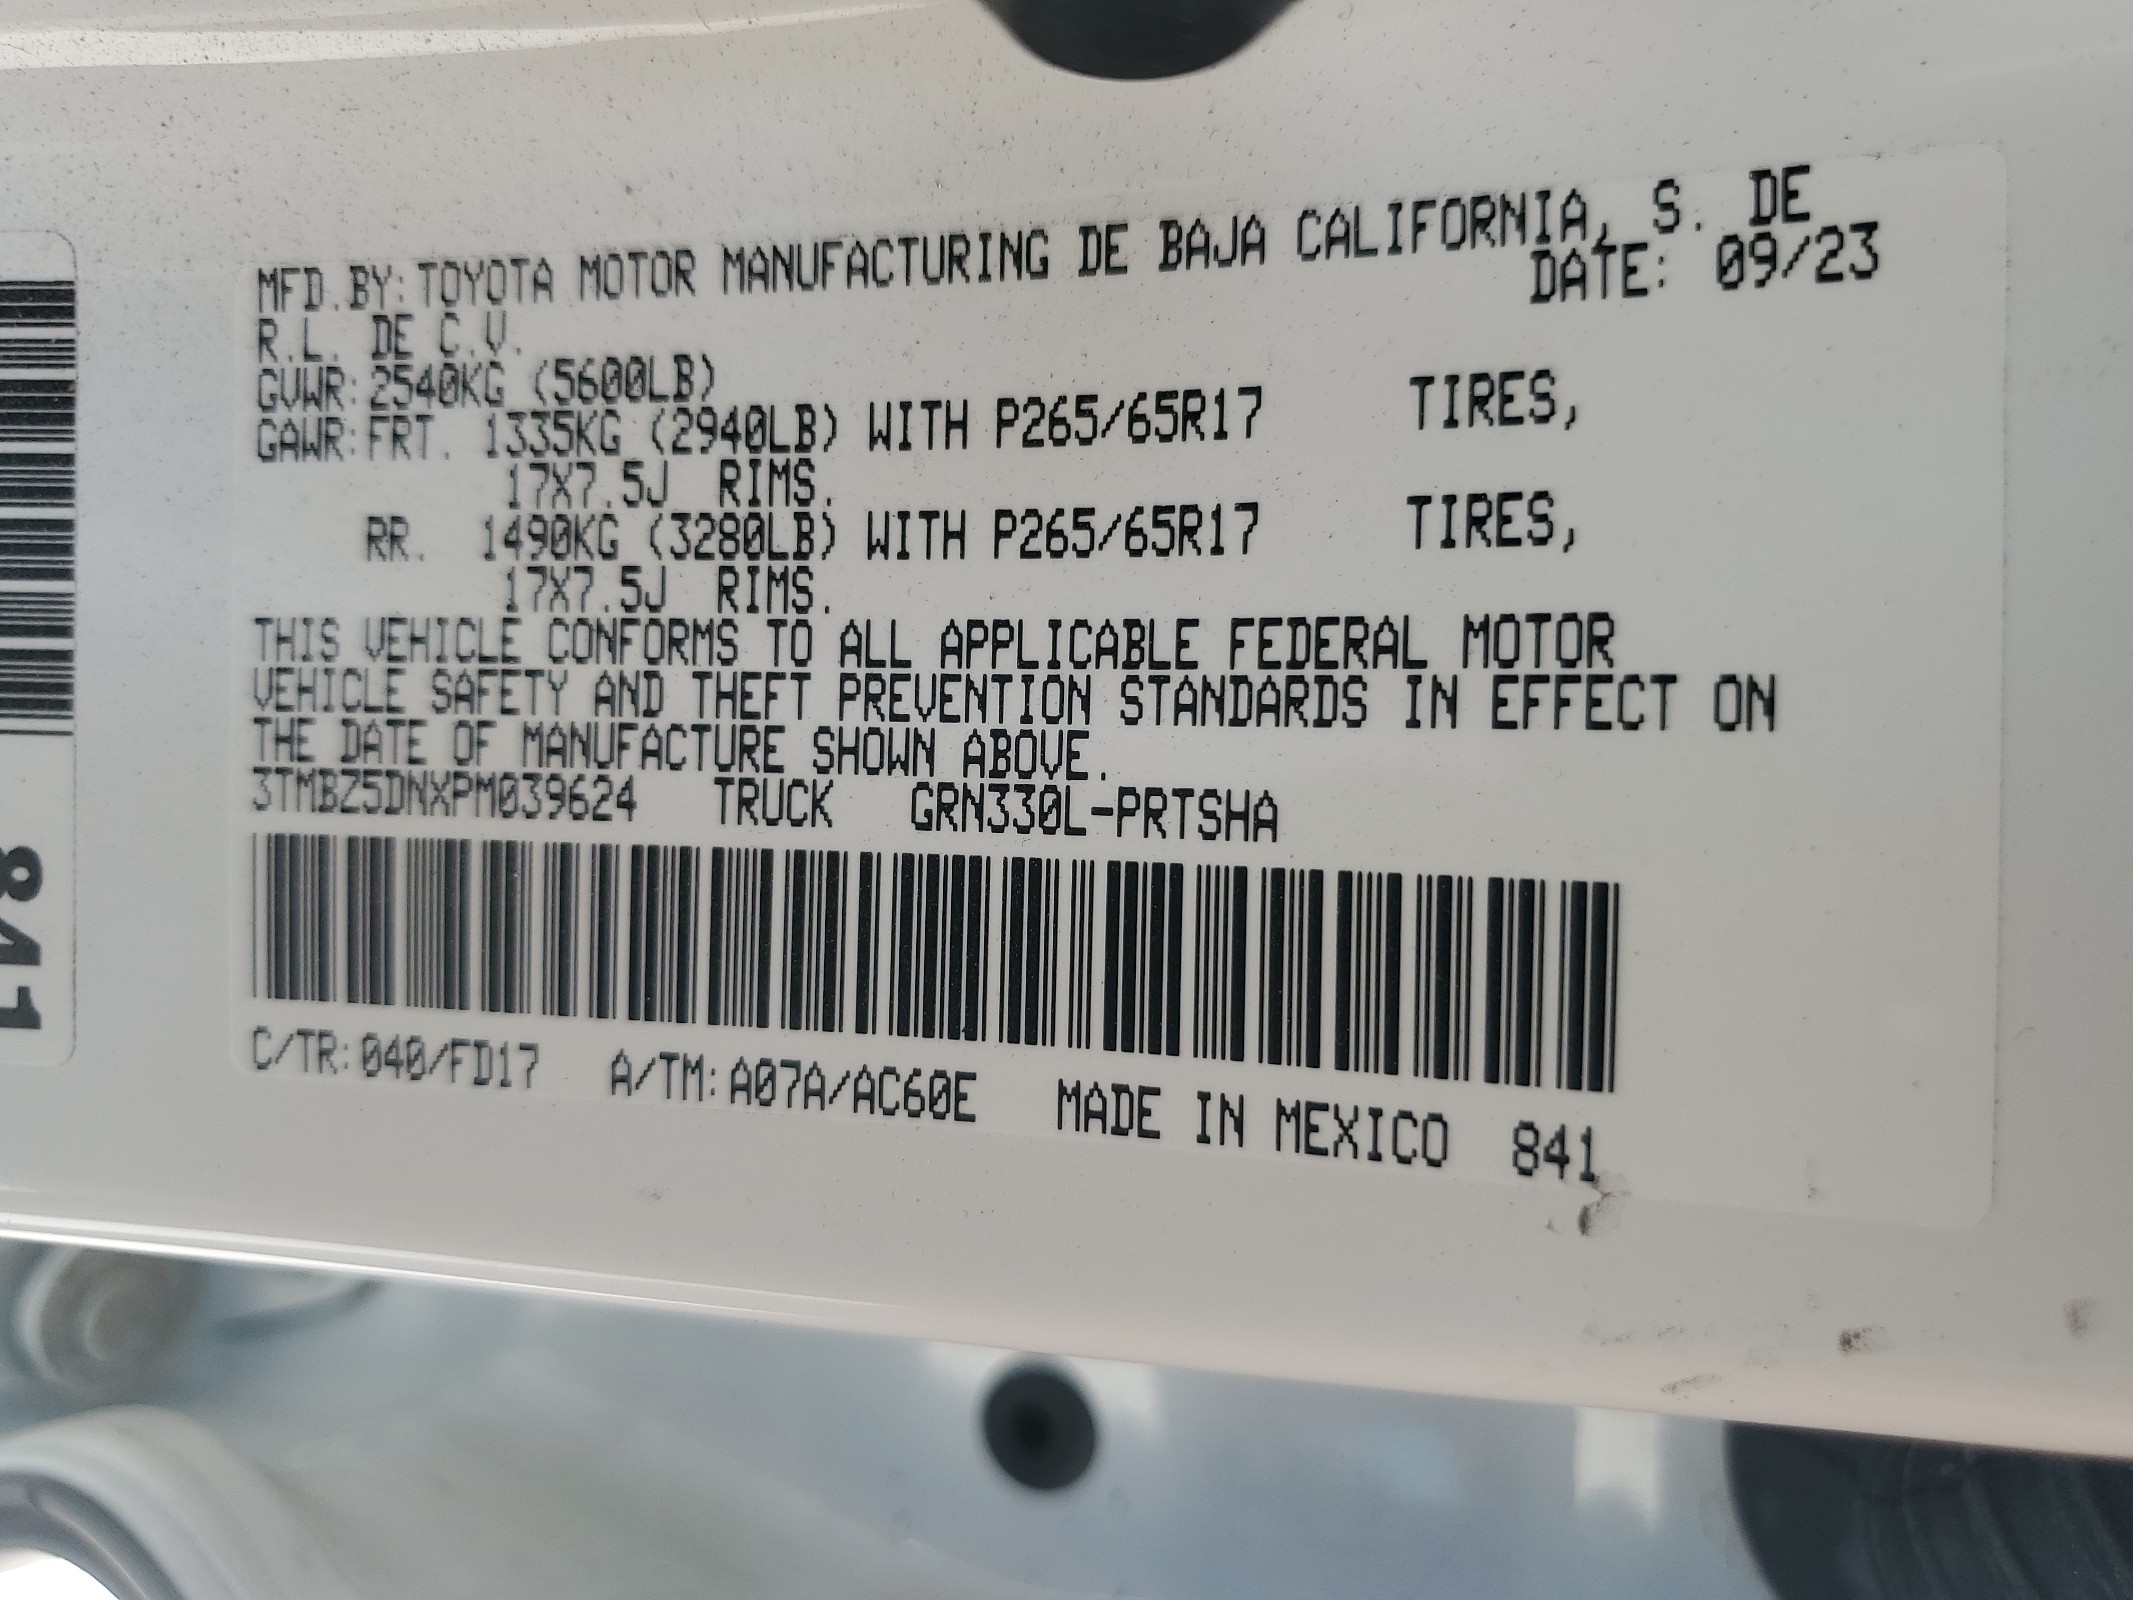 MFD.BY:TOYOTA MOTOR MANUFACTURING DE BAJA CALIFORNIA, S. DE
R.L. DE C.V. DATE: 09/23
GVWR:2540KG (5600LB)
GAWR:FRT. 1335KG (2940LB) WITH P265/65R17 TIRES,
17X7.5J RIMS.
RR. 1490KG (3280LB) WITH P265/65R17 TIRES,
17X7.5J RIMS.
THIS VEHICLE CONFORMS TO ALL APPLICABLE FEDERAL MOTOR
VEHICLE SAFETY AND THEFT PREVENTION STANDARDS IN EFFECT ON
THE DATE OF MANUFACTURE SHOWN ABOVE.
3TMBZ5DNXPM039624 TRUCK GRN330L-PRTSHA
C/TR:040/FD17 A/TM:A07A/AC60E MADE IN MEXICO 841
841